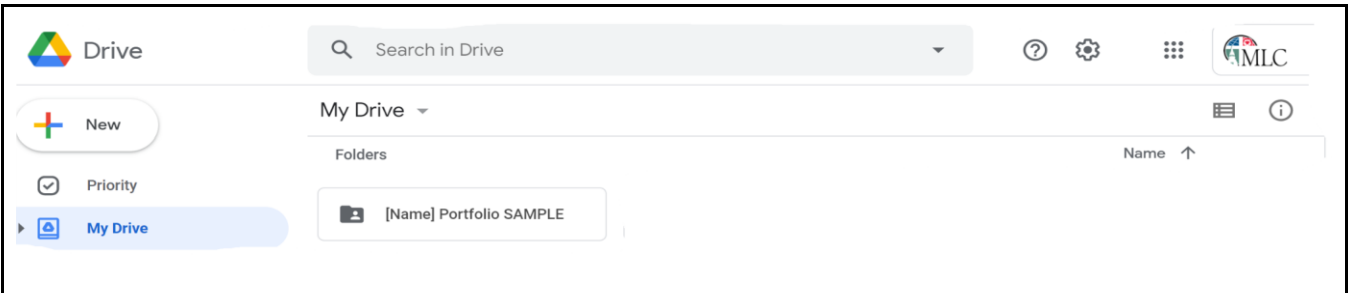 Drive
Search in Drive
MLC
New
My Drive
Folders
Name
Priority
[Name] Portfolio SAMPLE
My Drive